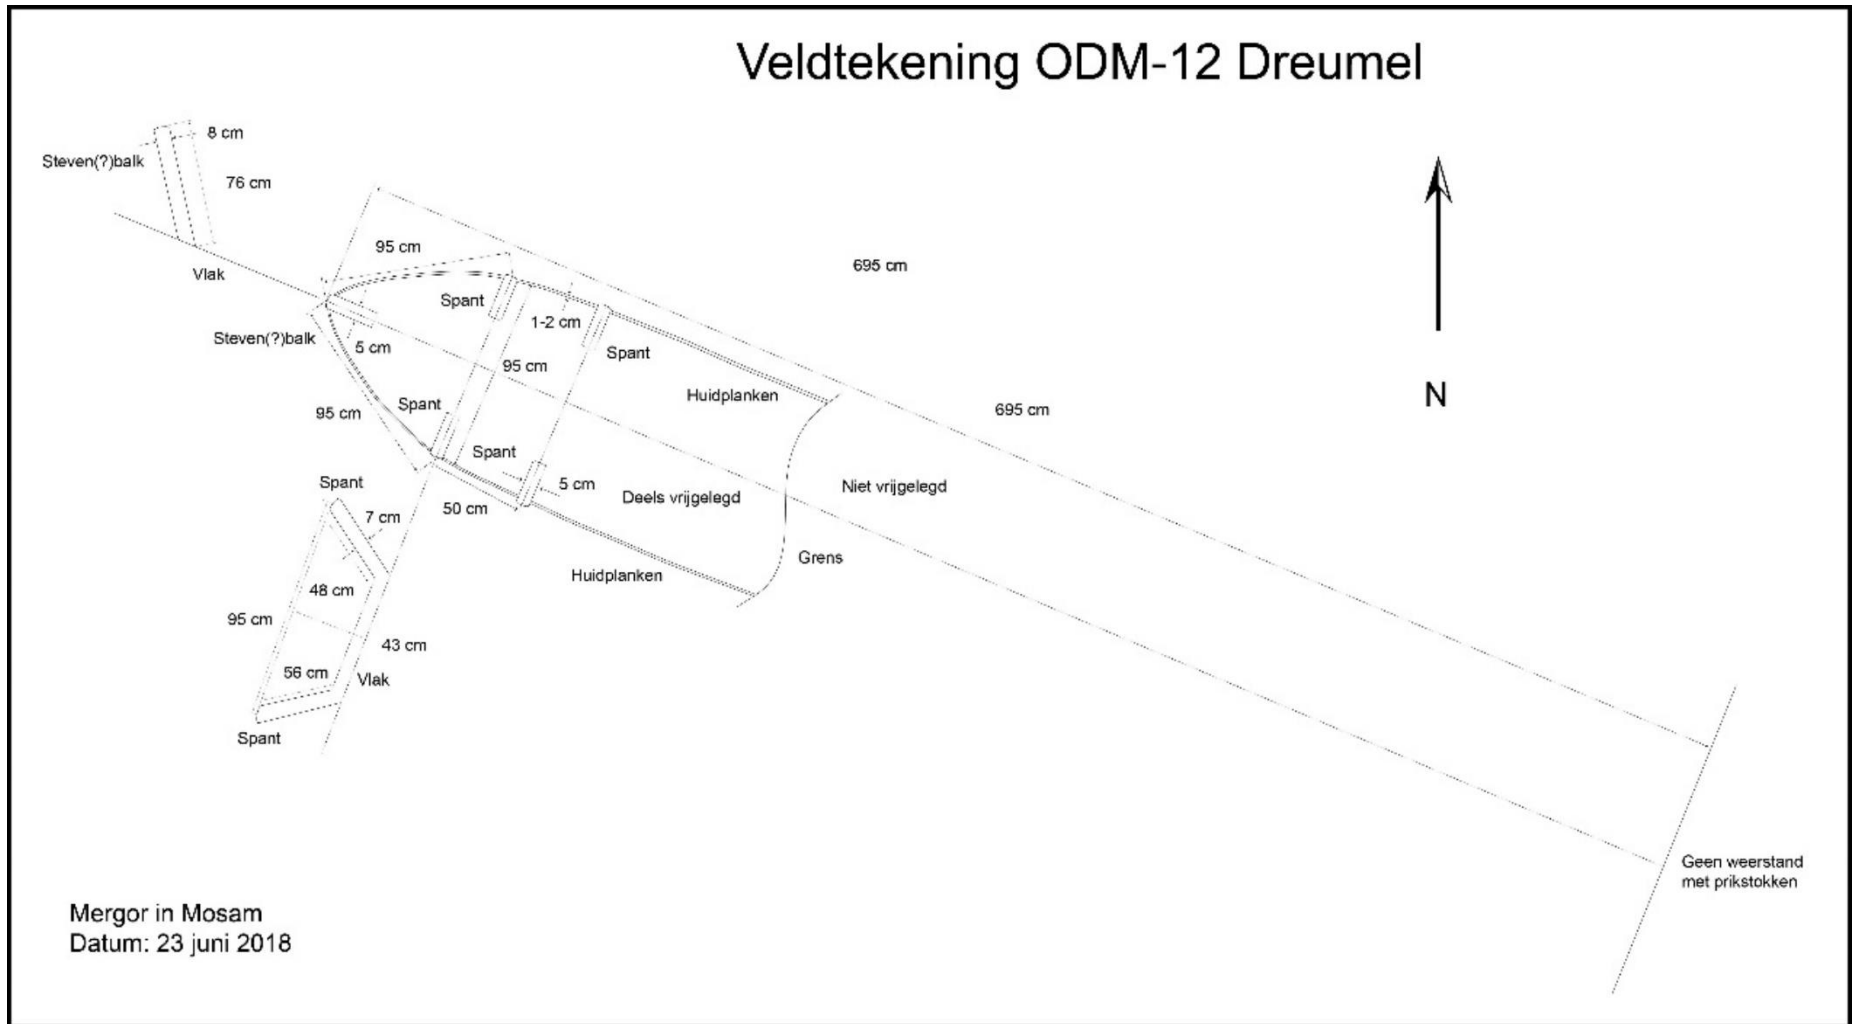 Veldtekening ODM-12 Dreumel
8 cm
Steven(?)balk
76 cm
Vlak
95 cm
695 cm
Spant
1-2 cm
Steven(?)balk
5 cm
Spant
95 cm
Huidplanken
N
95 cm
Spant
695 cm
Spant
Spant
5 cm
Deels vrijgelegd
Niet vrijgelegd
50 cm
7 cm
Grens
Huidplanken
48 cm
95 cm
43 cm
56 cm
Vlak
Spant
Geen weerstand
met prikstokken
Mergor in Mosam
Datum: 23 juni 2018